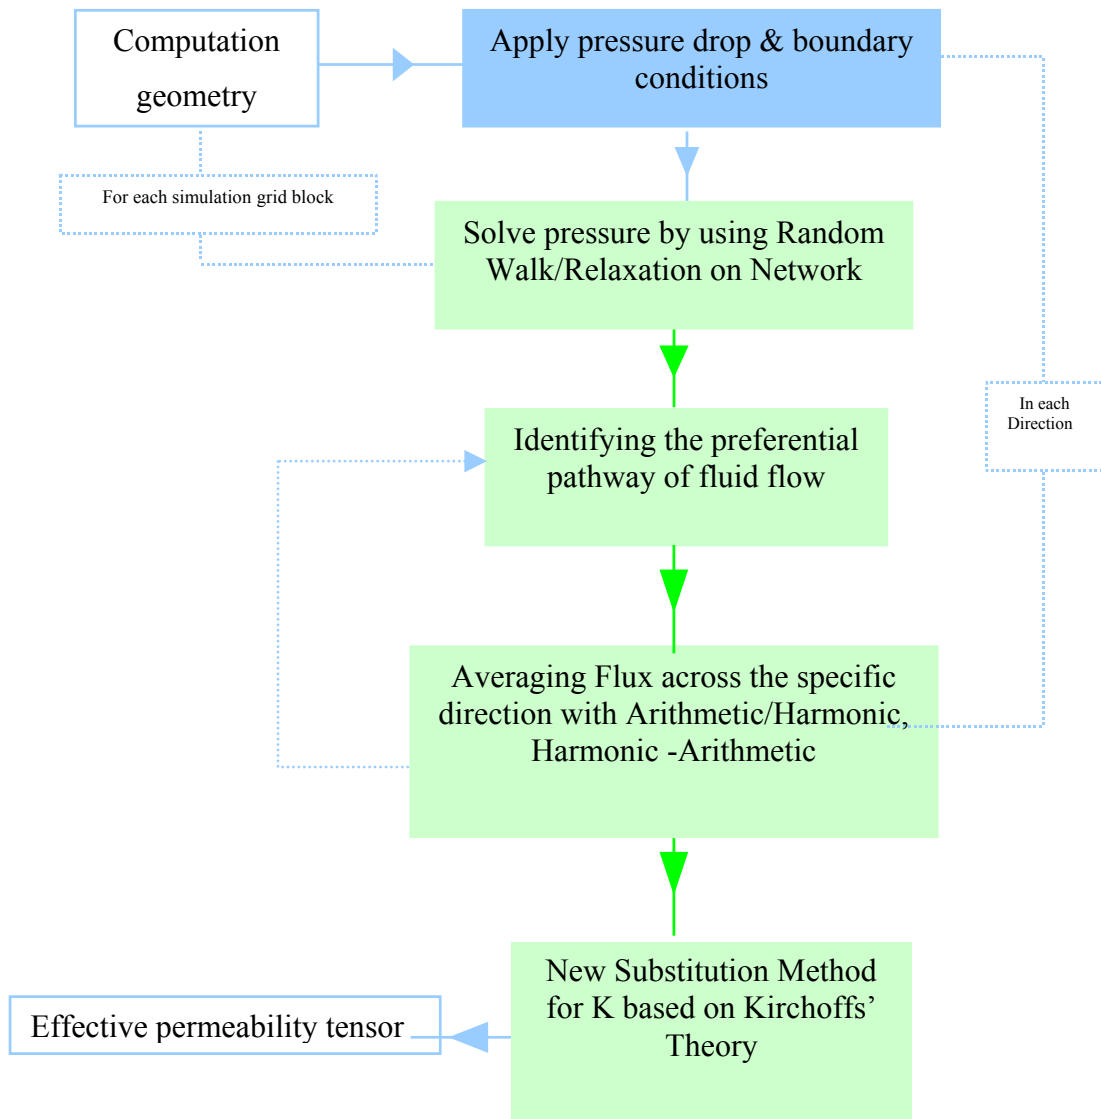 Computation
geometry
Apply pressure drop & boundary
conditions
For each simulation grid block
Solve pressure by using Random
Walk/Relaxation on Network
In each
Direction
Identifying the preferential
pathway of fluid flow
Averaging Flux across the specific
direction with Arithmetic/Harmonic,
Harmonic -Arithmetic
New Substitution Method
for K based on Kirchoffs’
Theory
Effective permeability tensor